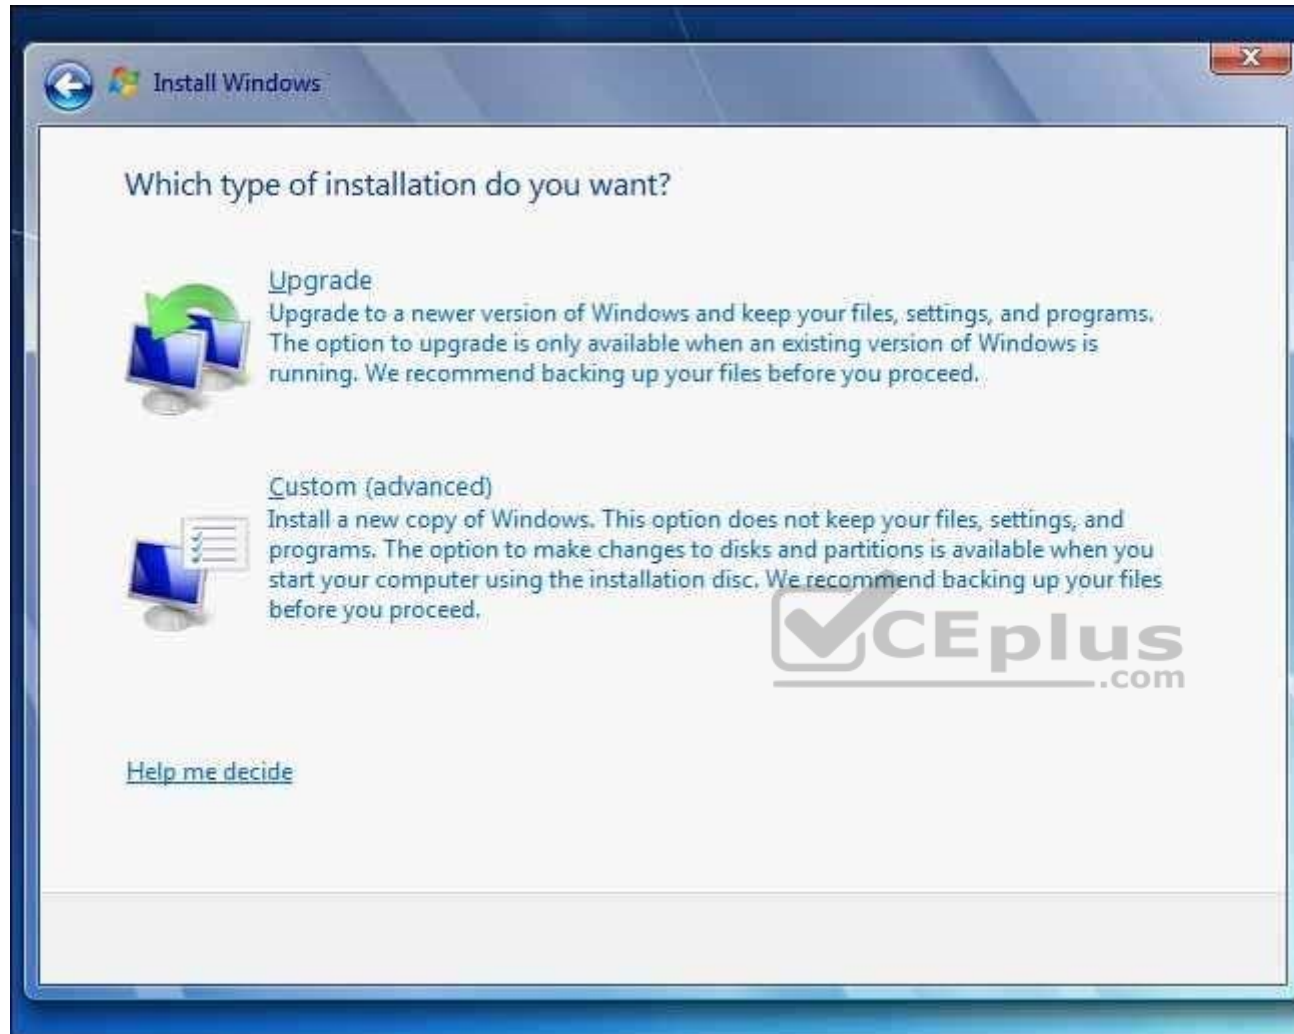 Install Windows
Which type of installation do you want?
Upgrade
Upgrade to a newer version of Windows and keep your files, settings, and programs.
The option to upgrade is only available when an existing version of Windows is
running. We recommend backing up your files before you proceed.
Custom (advanced)
Install a new copy of Windows. This option does not keep your files, settings, and
programs. The option to make changes to disks and partitions is available when you
start your computer using the installation disc. We recommend backing up your files
before you proceed.
VCEplus
.com
Help me decide